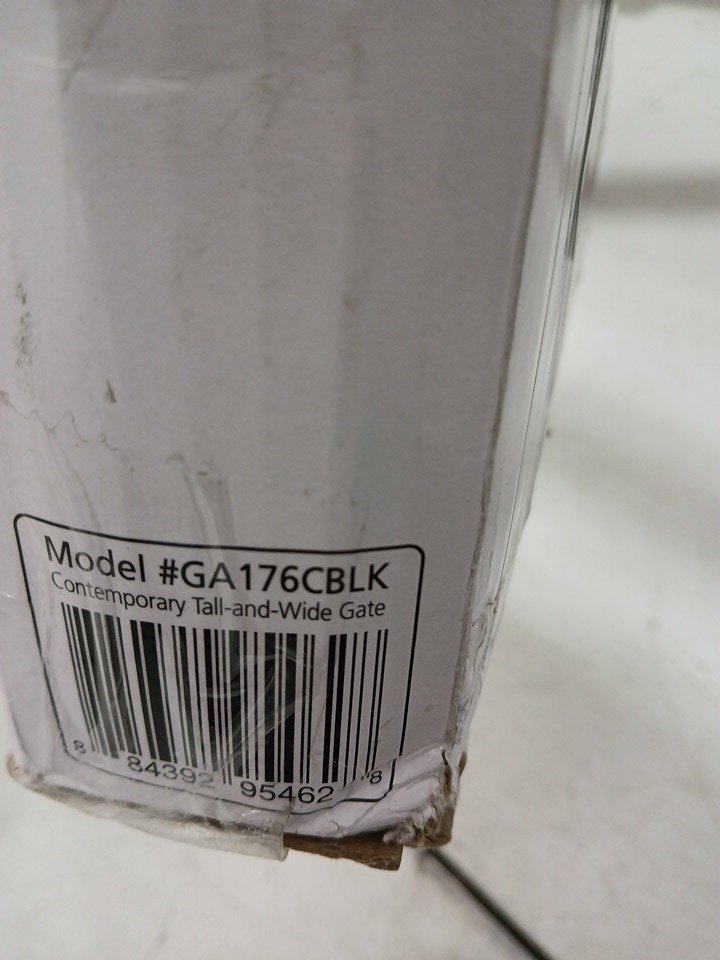 Model #GA176CBLK
Contemporary Tall-and-Wide Gate
8 84392 95462 8